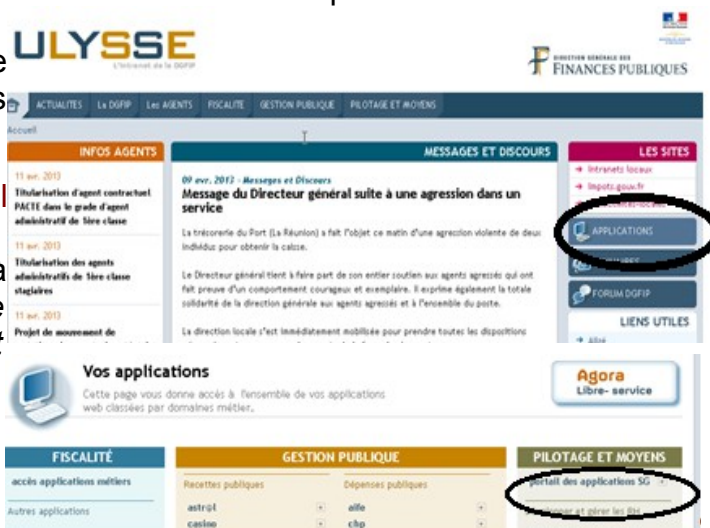 ULYSSE
L'intranet de la DGFIP
DIRECTION GÉNÉRALE DES
FINANCES PUBLIQUES
ACTUALITES La DGFIP Les AGENTS FISCALITE GESTION PUBLIQUE PILOTAGE ET MOYENS
Accueil
INFOS AGENTS
11 avr. 2013
Titularisation d'agent contractuel
PACTE dans le grade d'agent
administratif de 1ère classe
11 avr. 2013
Titularisation des agents
administratifs de 1ère classe
stagiaires
11 avr. 2013
Projet de mouvement de
MESSAGES ET DISCOURS
09 avr. 2013 - Messages et Discours
Message du Directeur général suite à une agression dans un
service
La trésorerie du Port (La Réunion) a fait l'objet ce matin d'une agression violente de deux
individus pour obtenir la caisse.
Le Directeur général tient à faire part de son entier soutien aux agents agressés qui ont
fait preuve d'un comportement courageux et exemplaire. Il exprime également la totale
solidarité de la direction générale aux agents agressés et à l'ensemble du poste.
La direction locale s'est immédiatement mobilisée pour prendre toutes les dispositions
LES SITES
Intranets locaux
Impots.gouv.fr
APPLICATIONS
FORUM DGFIP
LIENS UTILES
Vos applications
Cette page vous donne accès à l'ensemble de vos applications
web classées par domaines métier.
Agora
Libre- service
FISCALITÉ
accès applications métiers
Autres applications
GESTION PUBLIQUE
Recettes publiques
astr@l
casino
Dépenses publiques
aife
chp
PILOTAGE ET MOYENS
portail des applications SG